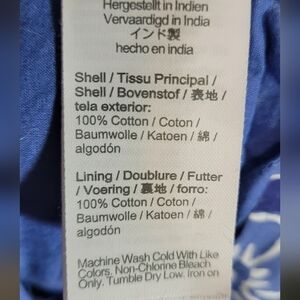 Hergestellt in Indien
Vervaardigd in India
インド製
hecho en india
Shell / Tissu Principal /
Shell / Bovenstof / 表地 /
tela exterior:
100% Cotton / Coton /
Baumwolle / Katoen / 綿 /
algodón
Lining / Doublure / Futter
/ Voering / 裏地 / forro:
100% Cotton / Coton /
Baumwolle / Katoen / 綿 /
algodón
Machine Wash Cold With Like
Colors. Non-Chlorine Bleach
Only. Tumble Dry Low. Iron on